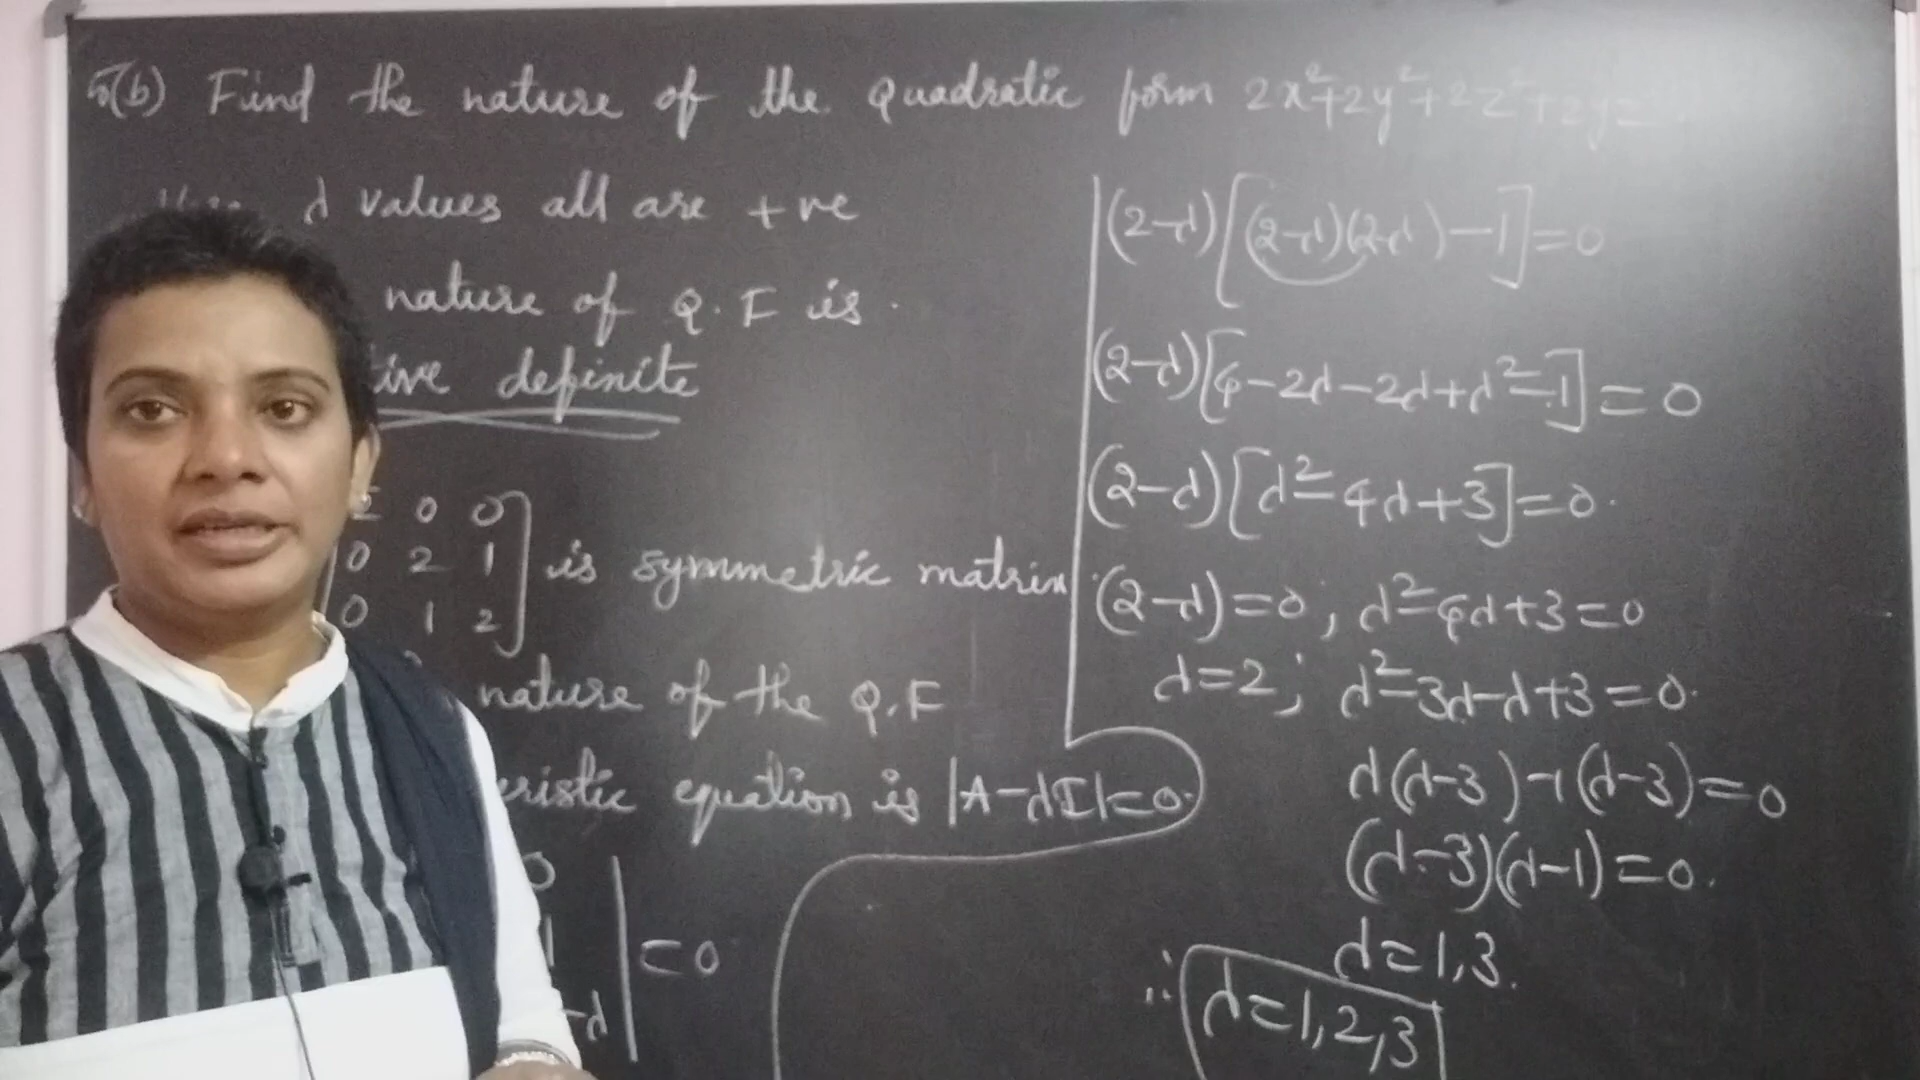 5(b) Find the nature of the Quadratic form 2x²+2y²+2z²+2yz
λ values all are +ve
nature of Q.F is.
definite
0 0
0 2 1
0 1 2
is symmetric matrix
nature of the Q.F
equation is |A-λI|=0.
0
1
-λ
=0
(2-λ)[(2-λ)(2-λ)-1]=0
(2-λ)[4-2λ-2λ+λ²-1]=0
(2-λ)[λ²-4λ+3]=0.
(2-λ)=0; λ²-4λ+3=0
λ=2; λ²-3λ-λ+3=0.
λ(λ-3)-1(λ-3)=0
(λ-3)(λ-1)=0.
λ=1,3.
∴ λ=1,2,3